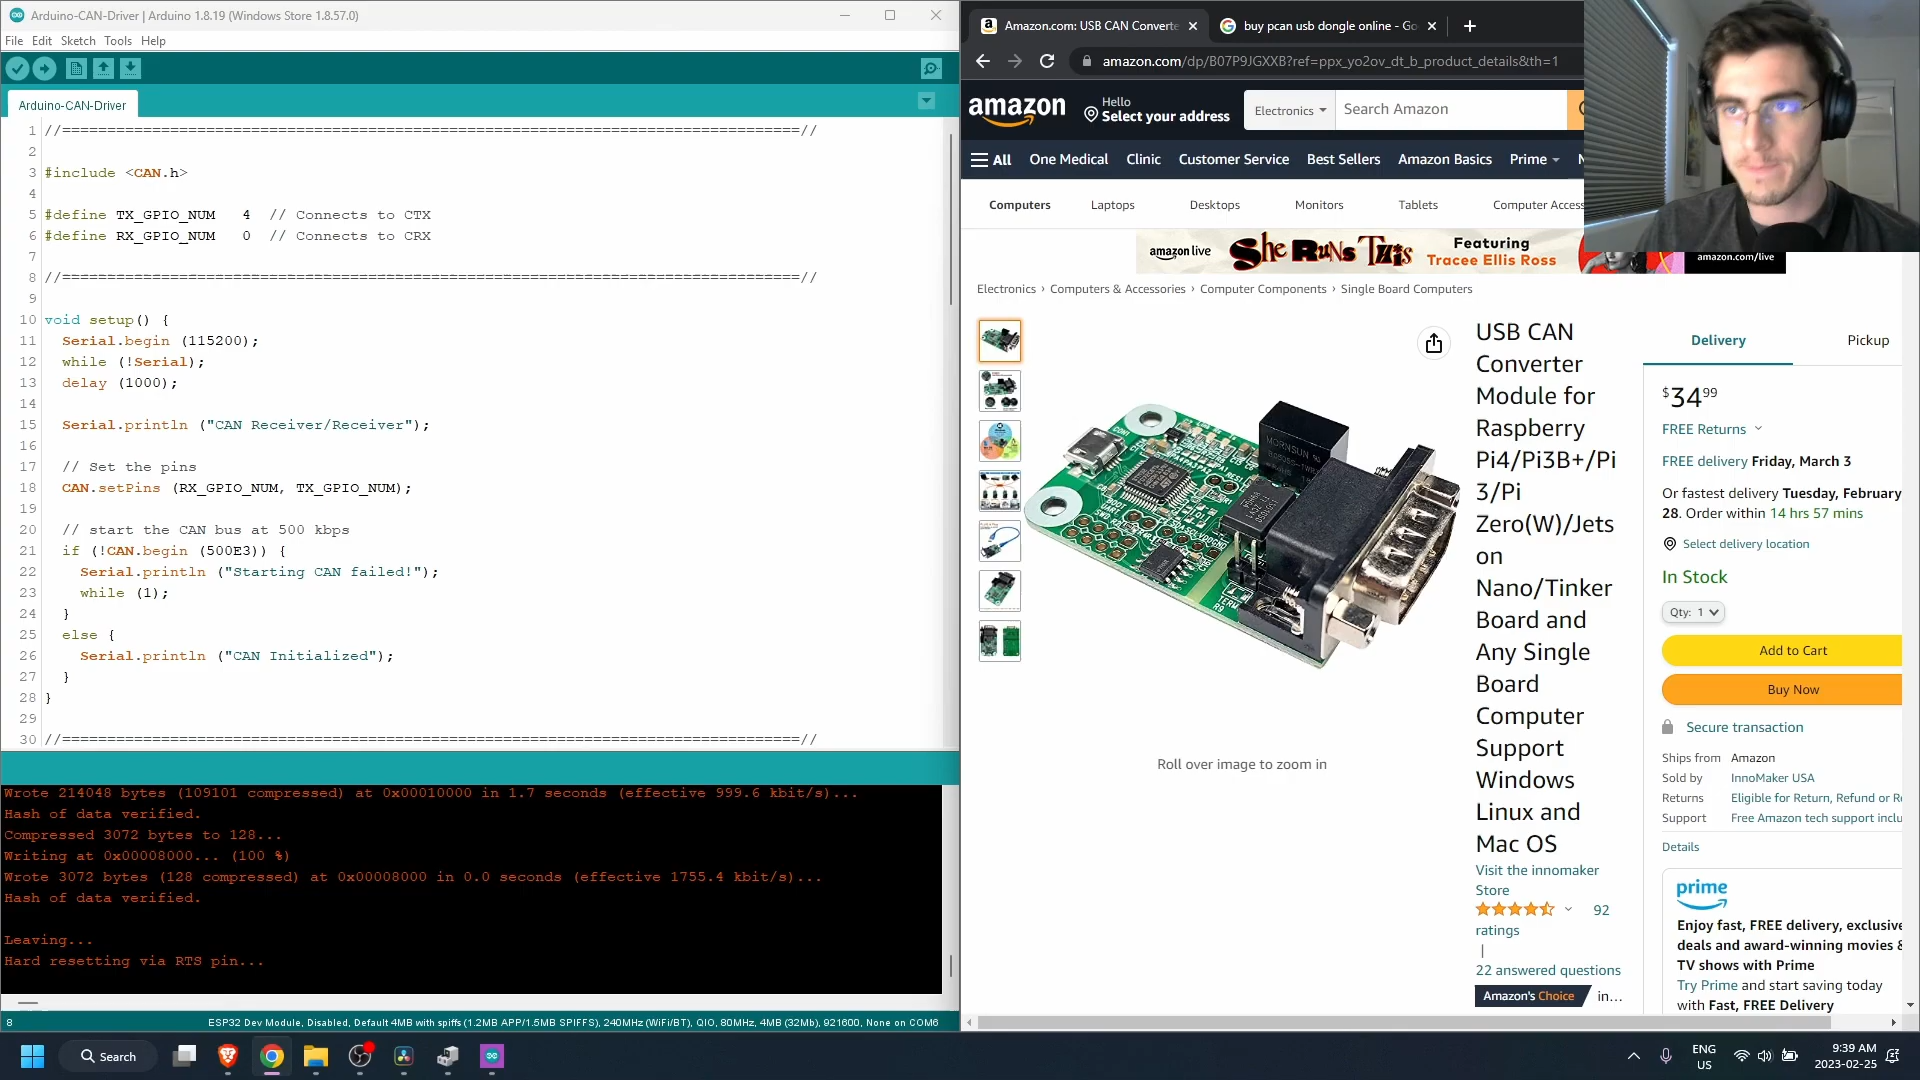 Arduino-CAN-Driver | Arduino 1.8.19 (Windows Store 1.8.57.0)
File Edit Sketch Tools Help
Arduino-CAN-Driver
1 //===================================================================================//
2
3 #include <CAN.h>
4
5 #define TX_GPIO_NUM   4  // Connects to CTX
6 #define RX_GPIO_NUM   0  // Connects to CRX
7
8 //===================================================================================//
9
10 void setup() {
11   Serial.begin (115200);
12   while (!Serial);
13   delay (1000);
14
15   Serial.println ("CAN Receiver/Receiver");
16
17   // Set the pins
18   CAN.setPins (RX_GPIO_NUM, TX_GPIO_NUM);
19
20   // start the CAN bus at 500 kbps
21   if (!CAN.begin (500E3)) {
22     Serial.println ("Starting CAN failed!");
23     while (1);
24   }
25   else {
26     Serial.println ("CAN Initialized");
27   }
28 }
29
30 //===================================================================================//
Wrote 214048 bytes (109101 compressed) at 0x00010000 in 1.7 seconds (effective 999.6 kbit/s)...
Hash of data verified.
Compressed 3072 bytes to 128...
Writing at 0x00008000... (100 %)
Wrote 3072 bytes (128 compressed) at 0x00008000 in 0.0 seconds (effective 1755.4 kbit/s)...
Hash of data verified.
Leaving...
Hard resetting via RTS pin...
8 ESP32 Dev Module, Disabled, Default 4MB with spiffs (1.2MB APP/1.5MB SPIFFS), 240MHz (WiFi/BT), QIO, 80MHz, 4MB (32Mb), 921600, None on COM6
Amazon.com: USB CAN Converte
buy pcan usb dongle online - Go
amazon.com/dp/B07P9JGXXB?ref=ppx_yo2ov_dt_b_product_details&th=1
amazon
Hello
Select your address
Electronics
Search Amazon
All One Medical Clinic Customer Service Best Sellers Amazon Basics Prime
Computers Laptops Desktops Monitors Tablets Computer Acces
amazon live SHE RUNS THIS Featuring
Tracee Ellis Ross
amazon.com/live
Electronics › Computers & Accessories › Computer Components › Single Board Computers
MORNSUN
Roll over image to zoom in
USB CAN
Converter
Module for
Raspberry
Pi4/Pi3B+/Pi
3/Pi
Zero(W)/Jets
on
Nano/Tinker
Board and
Any Single
Board
Computer
Support
Windows
Linux and
Mac OS
Visit the innomaker
Store
92
ratings
|
22 answered questions
Amazon's Choice in...
Delivery Pickup
$34 99
FREE Returns
FREE delivery Friday, March 3
Or fastest delivery Tuesday, February
28. Order within 14 hrs 57 mins
Select delivery location
In Stock
Qty: 1
Add to Cart
Buy Now
Secure transaction
Ships from Amazon
Sold by InnoMaker USA
Returns Eligible for Return, Refund or Re
Support Free Amazon tech support inclu
Details
prime
Enjoy fast, FREE delivery, exclusive
deals and award-winning movies &
TV shows with Prime
Try Prime and start saving today
with Fast, FREE Delivery
Search
ENG
US
9:39 AM
2023-02-25